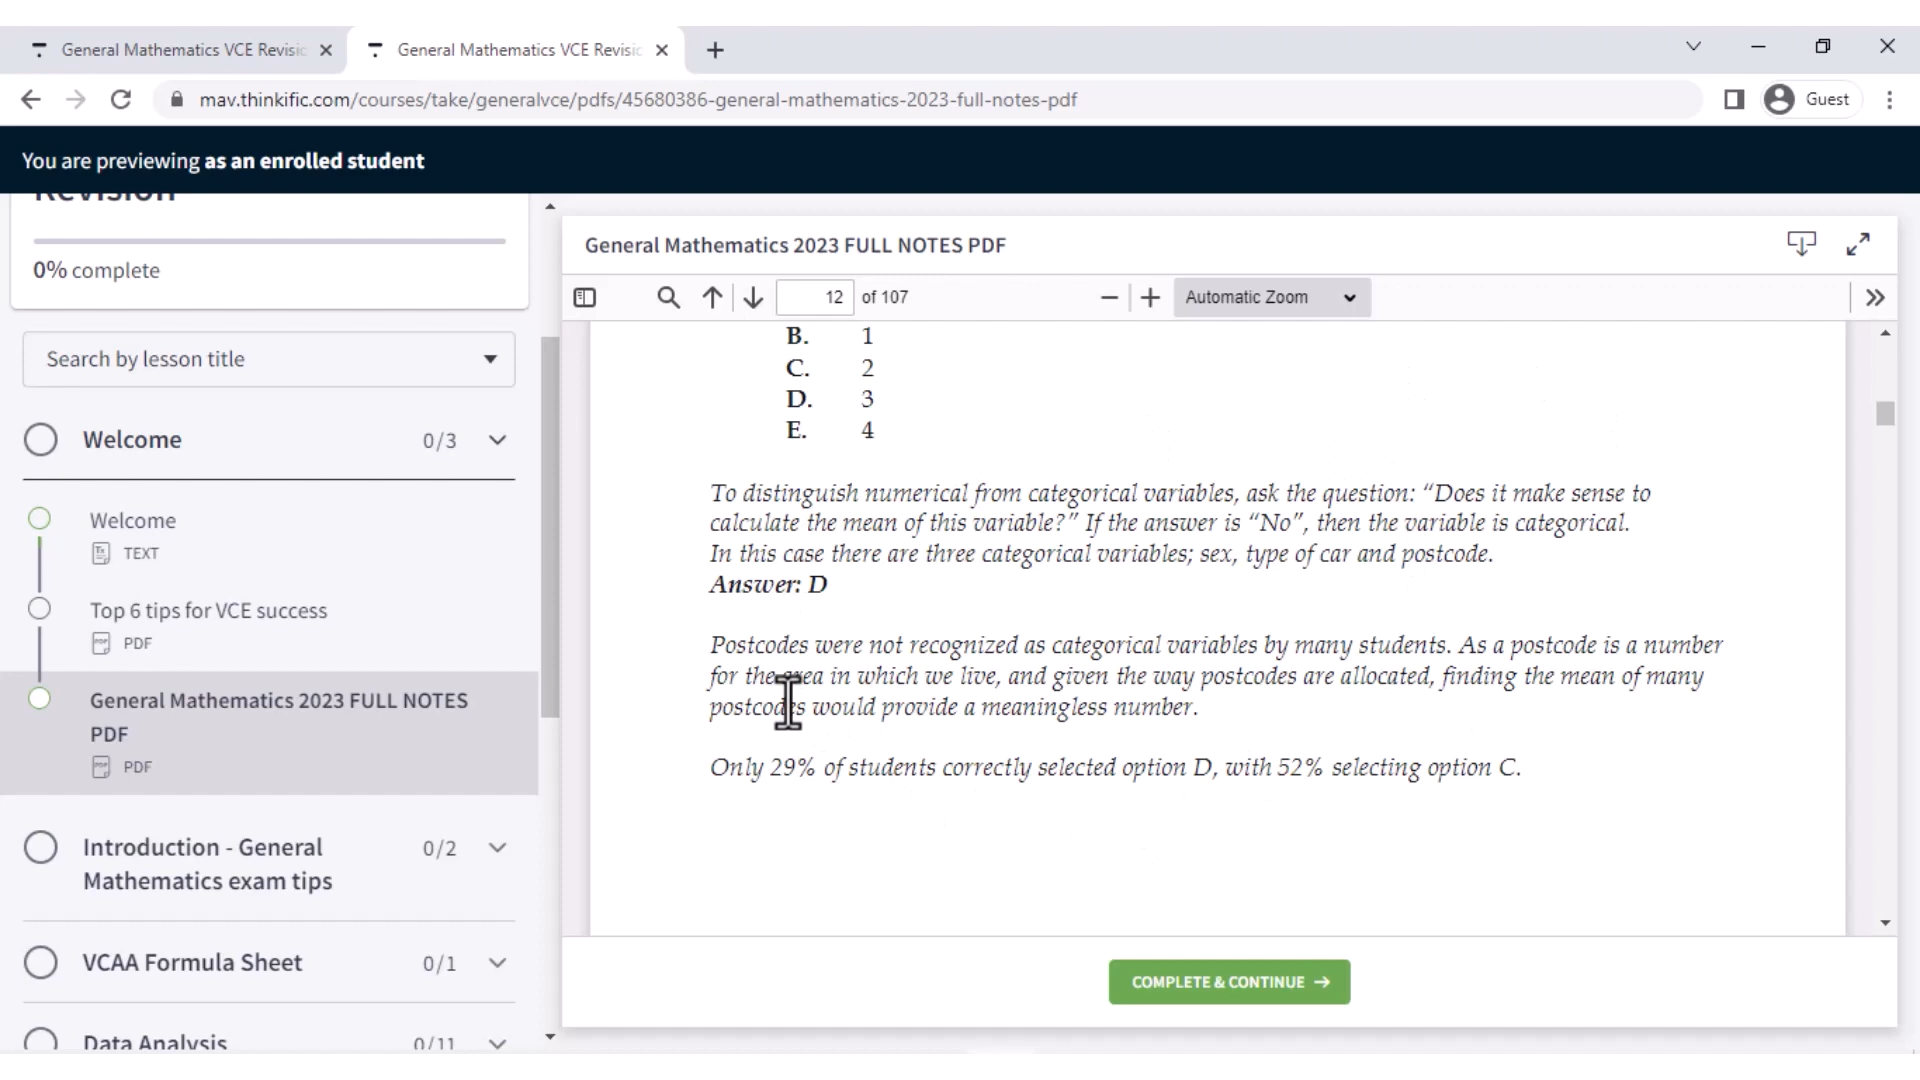 General Mathematics VCE Revisic
General Mathematics VCE Revisic
mav.thinkific.com/courses/take/generalvce/pdfs/45680386-general-mathematics-2023-full-notes-pdf
Guest
You are previewing as an enrolled student
Revision
0% complete
Search by lesson title
Welcome 0/3
Welcome
TEXT
Top 6 tips for VCE success
PDF
General Mathematics 2023 FULL NOTES
PDF
PDF
Introduction - General 0/2
Mathematics exam tips
VCAA Formula Sheet 0/1
Data Analysis 0/11
General Mathematics 2023 FULL NOTES PDF
12 of 107
Automatic Zoom
B. 1
C. 2
D. 3
E. 4
To distinguish numerical from categorical variables, ask the question: “Does it make sense to
calculate the mean of this variable?” If the answer is “No”, then the variable is categorical.
In this case there are three categorical variables; sex, type of car and postcode.
Answer: D
Postcodes were not recognized as categorical variables by many students. As a postcode is a number
for the area in which we live, and given the way postcodes are allocated, finding the mean of many
postcodes would provide a meaningless number.
Only 29% of students correctly selected option D, with 52% selecting option C.
COMPLETE & CONTINUE →